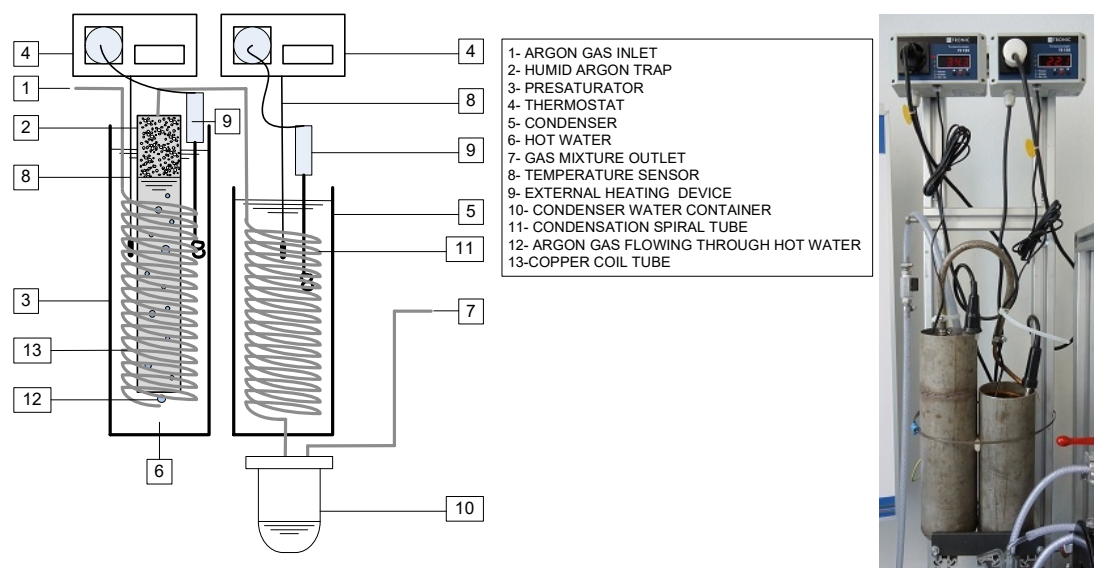 4
4
1
8
2
9
9
8
5
11
3
7
13
12
6
10
1- ARGON GAS INLET
2- HUMID ARGON TRAP
3- PRESATURATOR
4- THERMOSTAT
5- CONDENSER
6- HOT WATER
7- GAS MIXTURE OUTLET
8- TEMPERATURE SENSOR
9- EXTERNAL HEATING DEVICE
10- CONDENSER WATER CONTAINER
11- CONDENSATION SPIRAL TUBE
12- ARGON GAS FLOWING THROUGH HOT WATER
13-COPPER COIL TUBE
TRONIC
TRONIC